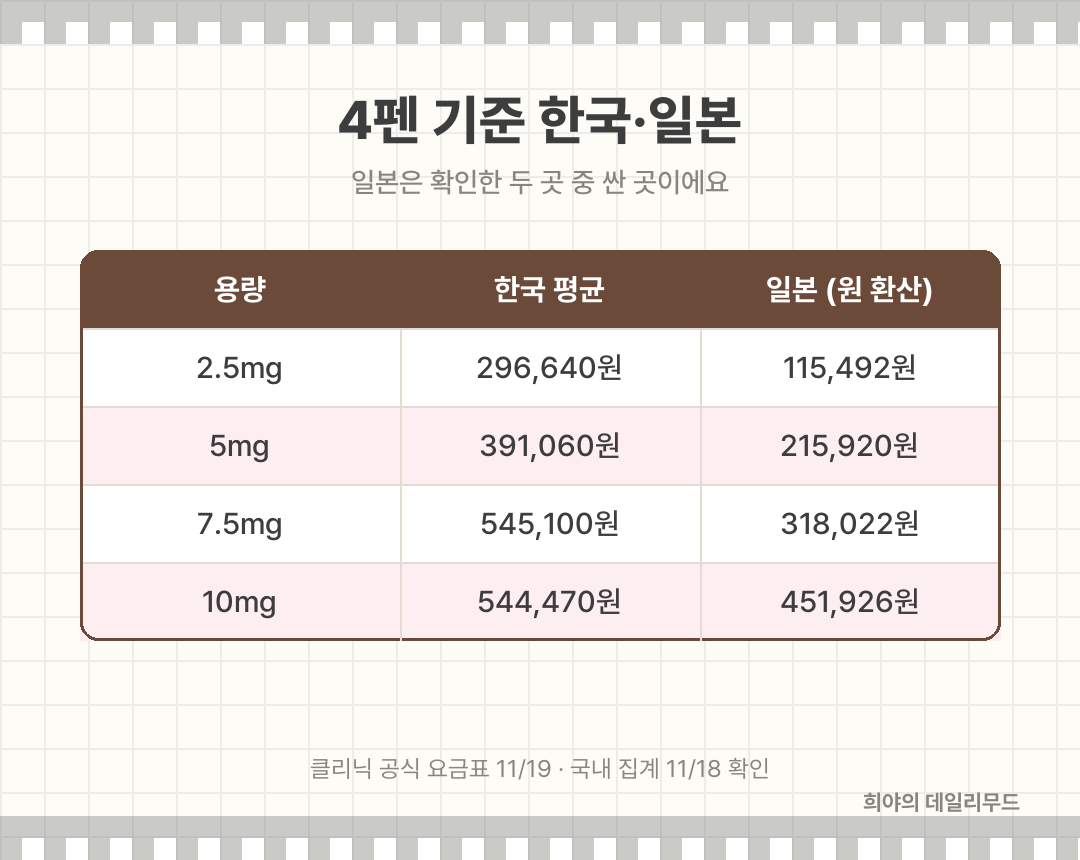 4펜 기준 한국·일본
일본은 확인한 두 곳 중 싼 곳이에요
용량 한국 평균 일본 (원 환산)
2.5mg 296,640원 115,492원
5mg 391,060원 215,920원
7.5mg 545,100원 318,022원
10mg 544,470원 451,926원
클리닉 공식 요금표 11/19 · 국내 집계 11/18 확인
희야의 데일리무드